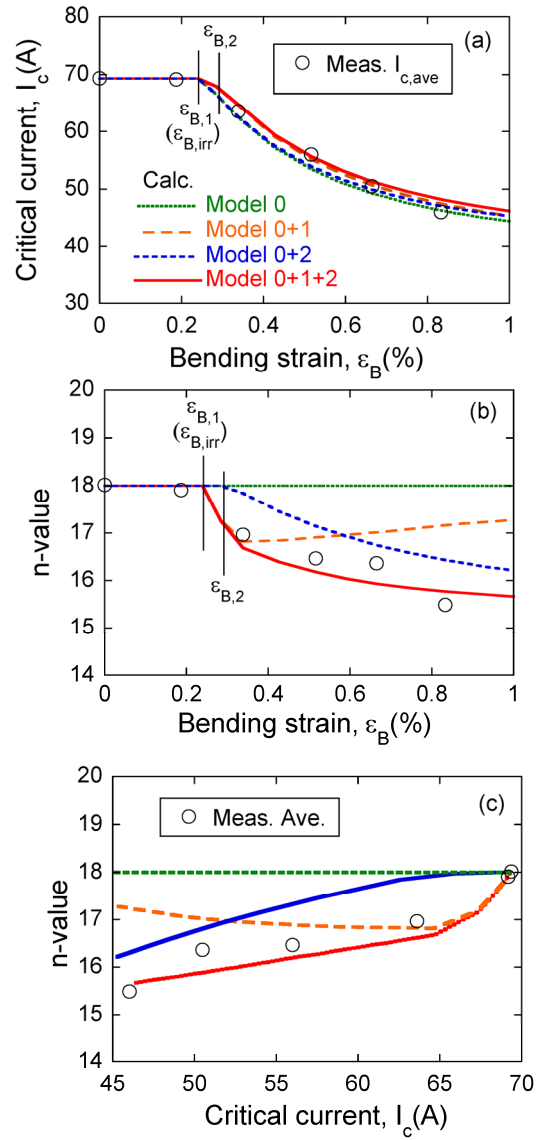 (a)
Critical current, I_c(A)
80
70
60
50
40
30
ε_B,2
ε_B,1
(ε_B,irr)
Meas. I_c,ave
Calc.
Model 0
Model 0+1
Model 0+2
Model 0+1+2
0 0.2 0.4 0.6 0.8 1
Bending strain, ε_B(%)
(b)
n-value
20
19
18
17
16
15
14
ε_B,1
(ε_B,irr)
ε_B,2
0 0.2 0.4 0.6 0.8 1
Bending strain, ε_B(%)
(c)
n-value
20
19
18
17
16
15
14
Meas. Ave.
45 50 55 60 65 70
Critical current, I_c(A)